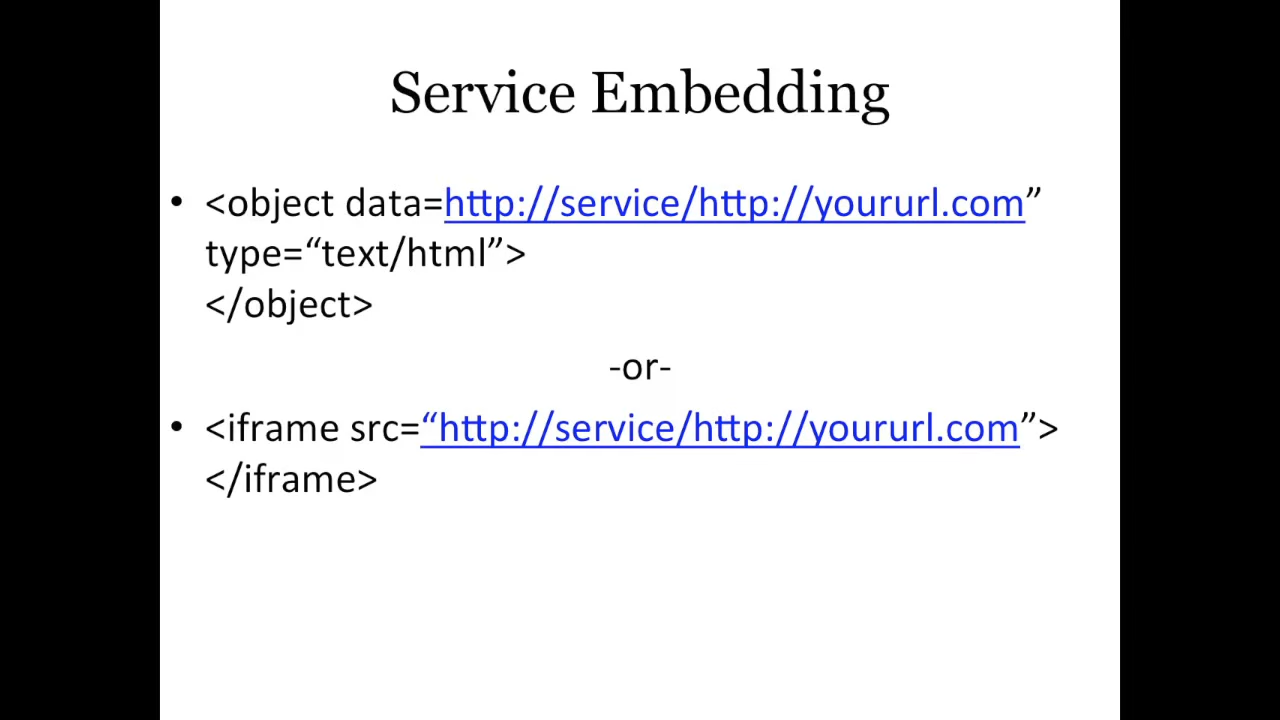 Service Embedding
• <object data=http://service/http://yoururl.com”
type=“text/html”>
</object>
-or-
• <iframe src=“http://service/http://yoururl.com”>
</iframe>